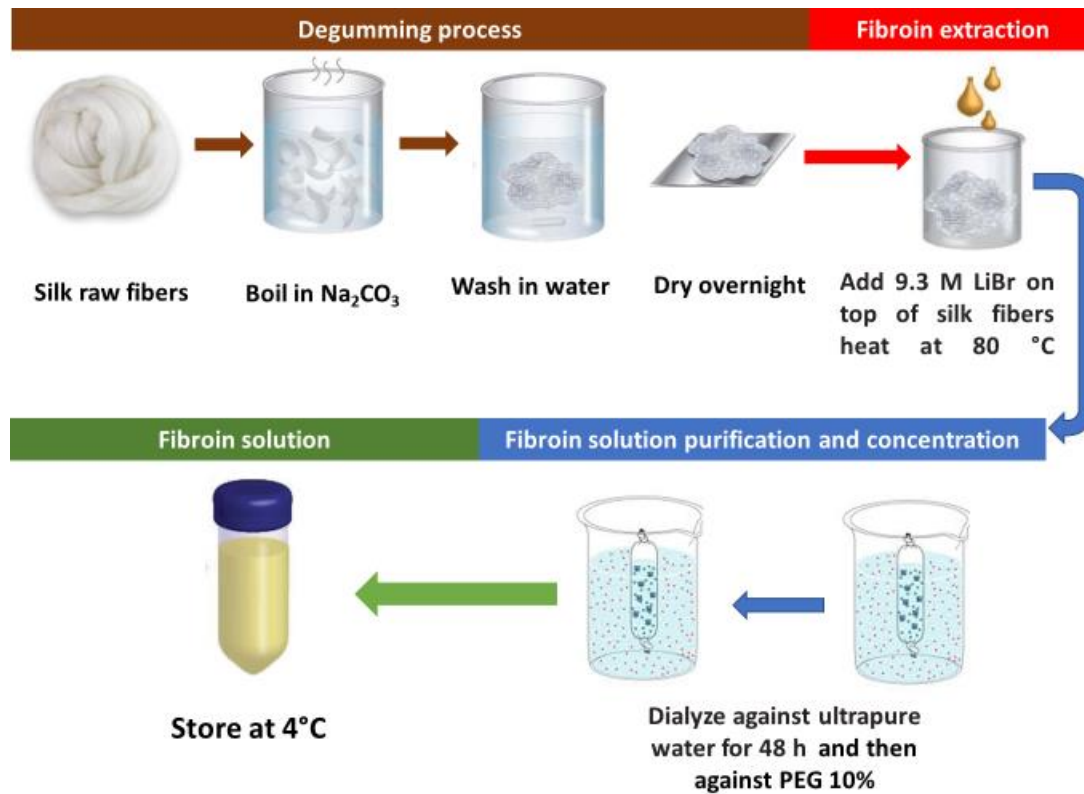 Degumming process
Fibroin extraction
Silk raw fibers
Boil in Na₂CO₃
Wash in water
Dry overnight
Add 9.3 M LiBr on
top of silk fibers
heat at 80 °C
Fibroin solution
Fibroin solution purification and concentration
Store at 4°C
Dialyze against ultrapure
water for 48 h and then
against PEG 10%